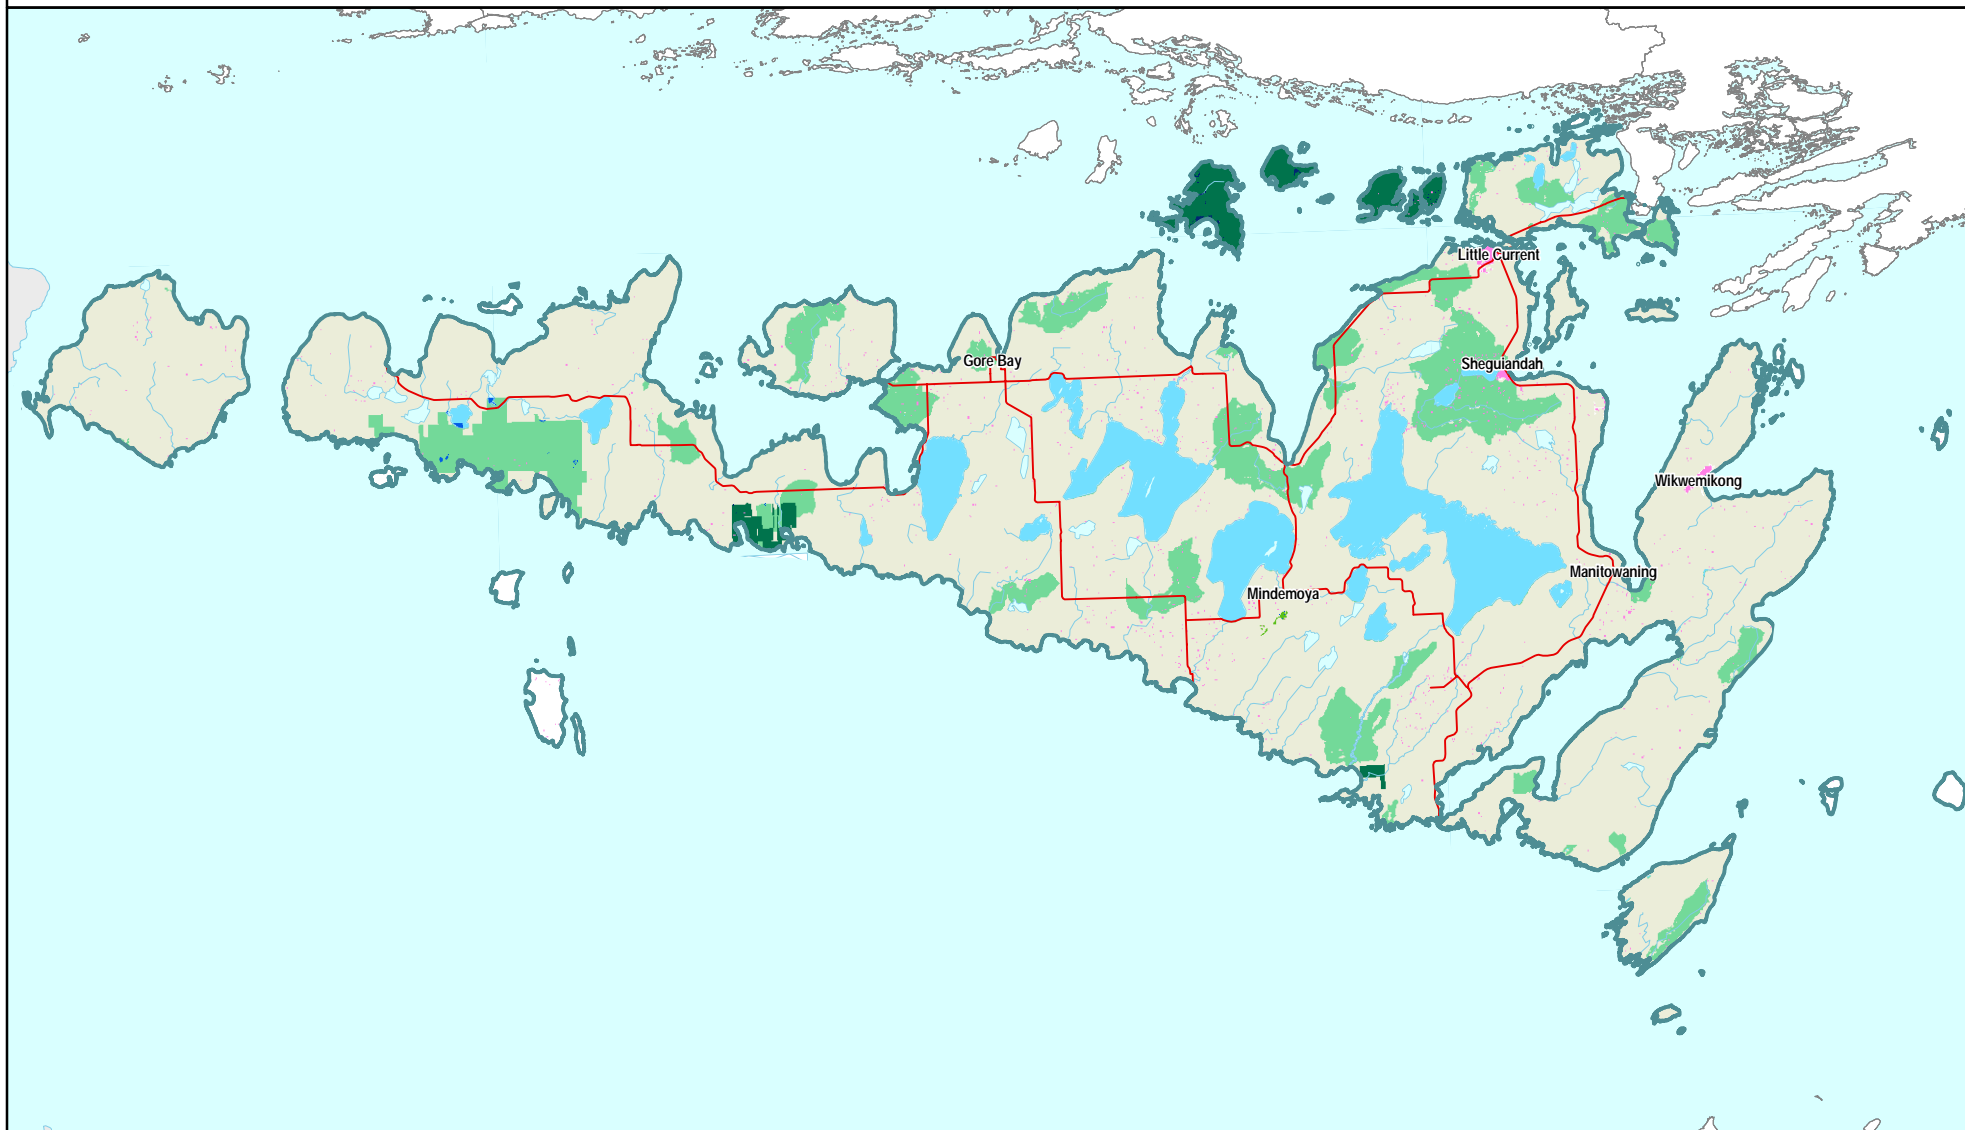 Little Current
Gore Bay
Sheguiandah
Wikwemikong
Manitowaning
Mindemoya